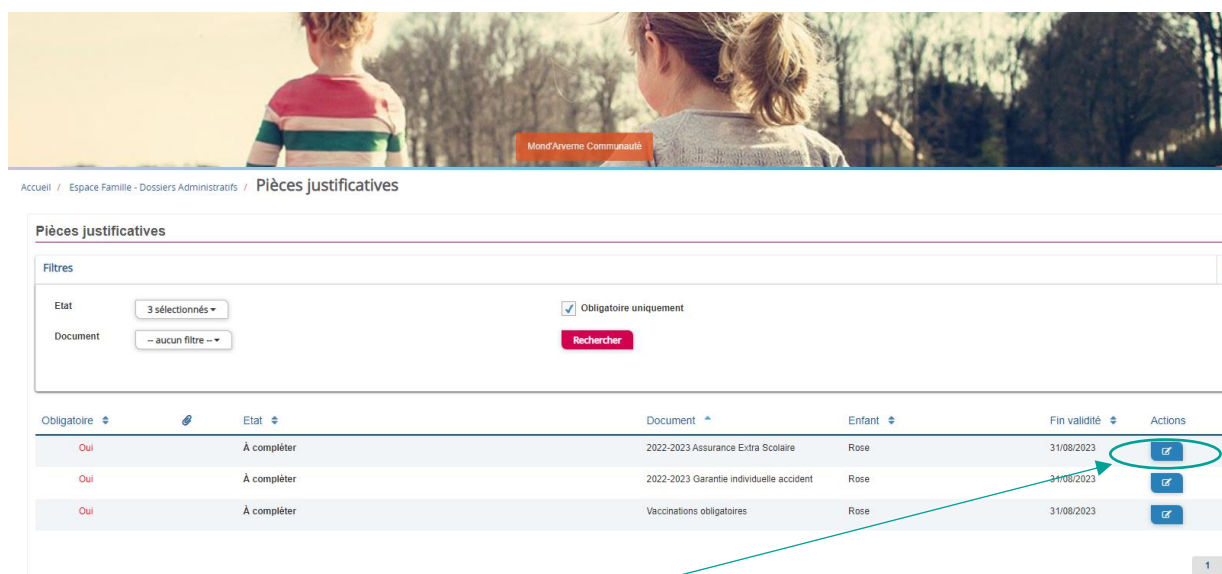 Mond'Arverne Communauté
Accueil / Espace Famille - Dossiers Administratifs / Pièces justificatives
Pièces justificatives
Filtres
Etat 3 sélectionnés Obligatoire uniquement
Document -- aucun filtre -- Rechercher
Obligatoire Etat Document Enfant Fin validité Actions
Oui À compléter 2022-2023 Assurance Extra Scolaire Rose 31/08/2023
Oui À compléter 2022-2023 Garantie individuelle accident Rose 31/08/2023
Oui À compléter Vaccinations obligatoires Rose 31/08/2023
1